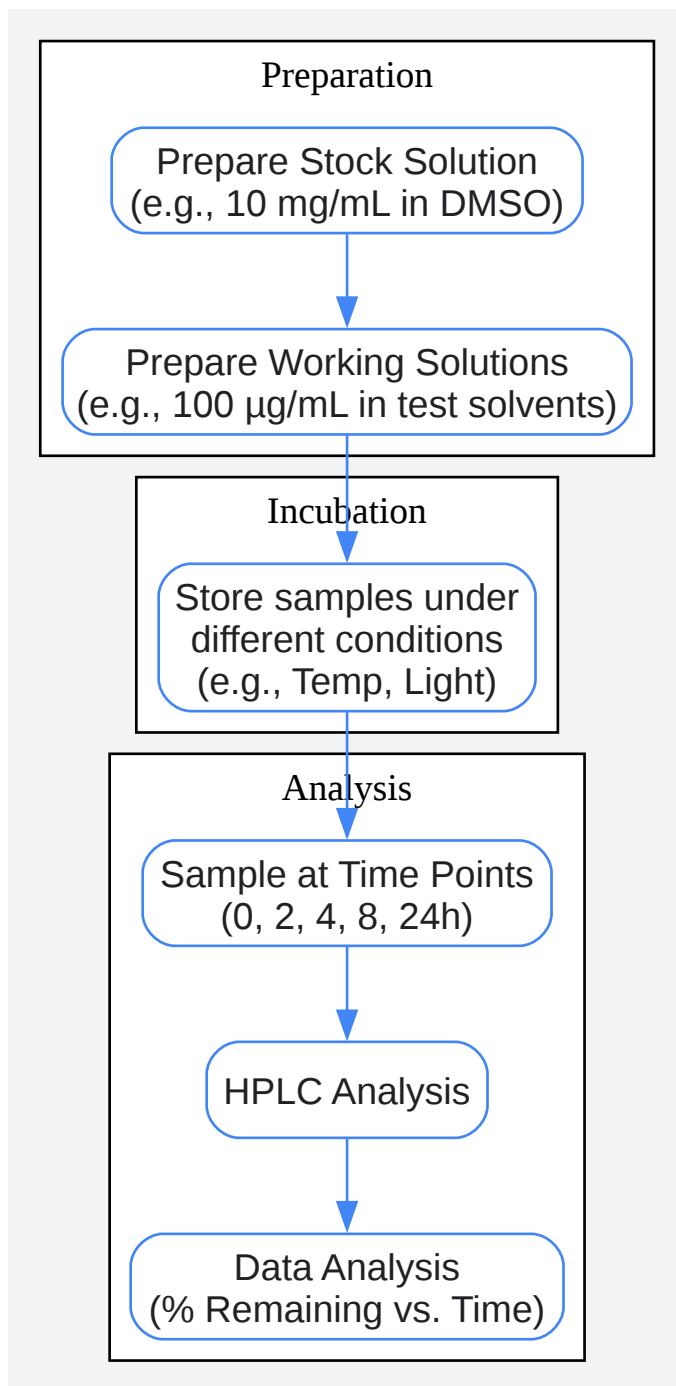 Preparation
Prepare Stock Solution
(e.g., 10 mg/mL in DMSO)
Prepare Working Solutions
(e.g., 100 µg/mL in test solvents)
Incubation
Store samples under
different conditions
(e.g., Temp, Light)
Analysis
Sample at Time Points
(0, 2, 4, 8, 24h)
HPLC Analysis
Data Analysis
(% Remaining vs. Time)